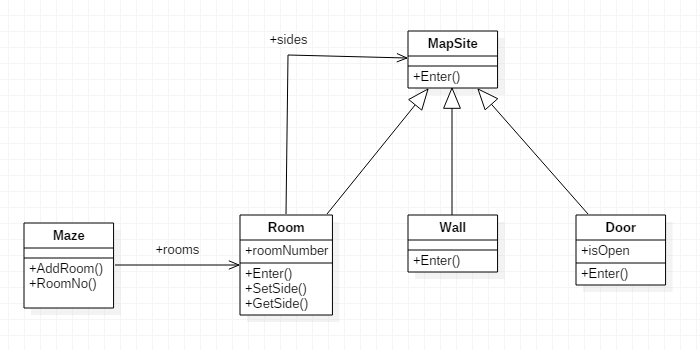 +sides
MapSite
+Enter()
Maze
+AddRoom()
+RoomNo()
+rooms
Room
+roomNumber
+Enter()
+SetSide()
+GetSide()
Wall
+Enter()
Door
+isOpen
+Enter()